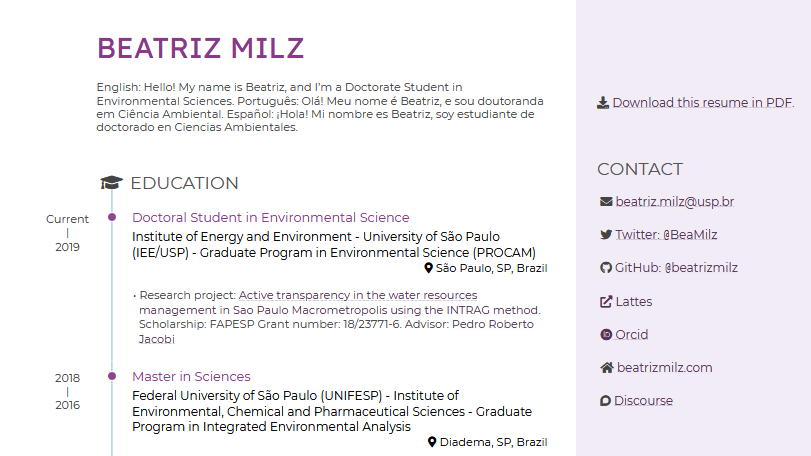 BEATRIZ MILZ
English: Hello! My name is Beatriz, and I'm a Doctorate Student in
Environmental Sciences. Português: Olá! Meu nome é Beatriz, e sou doutoranda
em Ciência Ambiental. Español: ¡Hola! Mi nombre es Beatriz, soy estudiante de
doctorado en Ciencias Ambientales.
EDUCATION
Current
2019
Doctoral Student in Environmental Science
Institute of Energy and Environment - University of São Paulo
(IEE/USP) - Graduate Program in Environmental Science (PROCAM)
São Paulo, SP, Brazil
• Research project: Active transparency in the water resources
management in Sao Paulo Macrometropolis using the INTRAG method.
Scholarship: FAPESP Grant number: 18/23771-6. Advisor: Pedro Roberto
Jacobi
2018
2016
Master in Sciences
Federal University of São Paulo (UNIFESP) - Institute of
Environmental, Chemical and Pharmaceutical Sciences - Graduate
Program in Integrated Environmental Analysis
Diadema, SP, Brazil
Download this resume in PDF.
CONTACT
beatriz.milz@usp.br
Twitter: @BeaMilz
GitHub: @beatrizmilz
Lattes
Orcid
beatrizmilz.com
Discourse